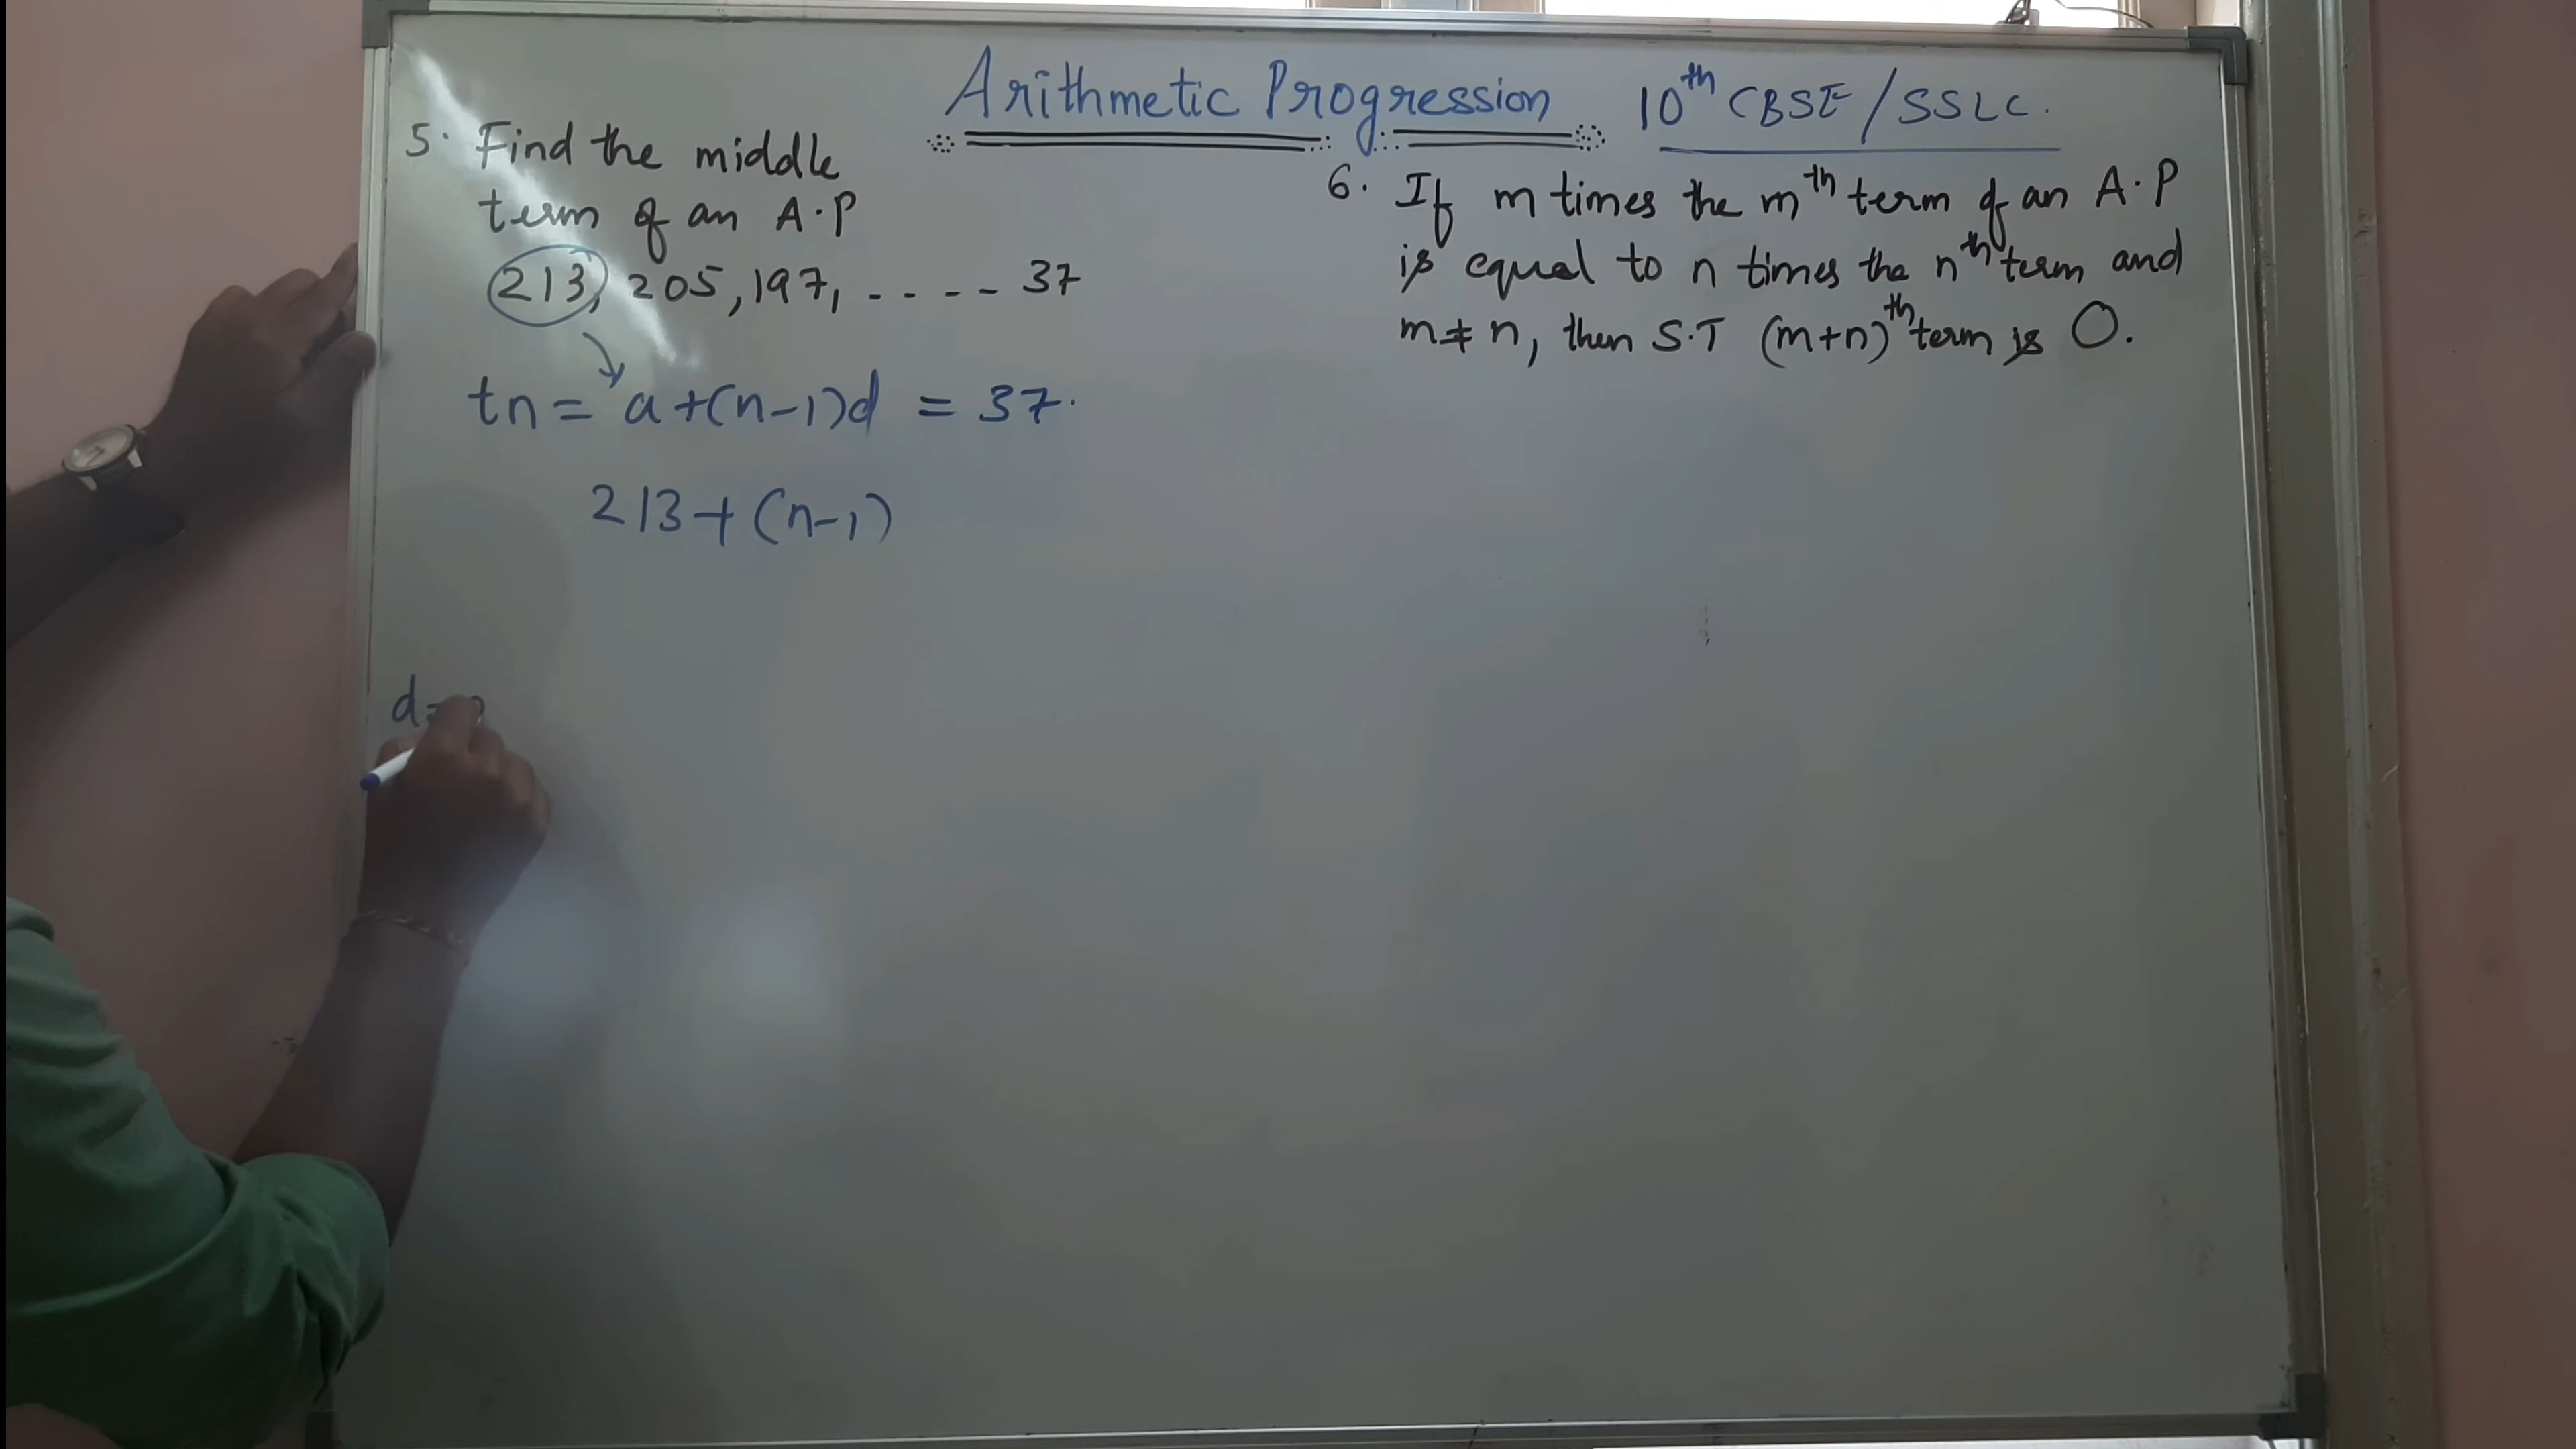 Arithmetic Progression 10th CBSE/SSLC.
5. Find the middle
term of an A.P
213, 205, 197, - - - - 37
tn = a+(n-1)d = 37.
213+(n-1)
d=
6. If m times the mth term of an A.P
is equal to n times the nth term and
m≠n, then S.T (m+n)th term is 0.